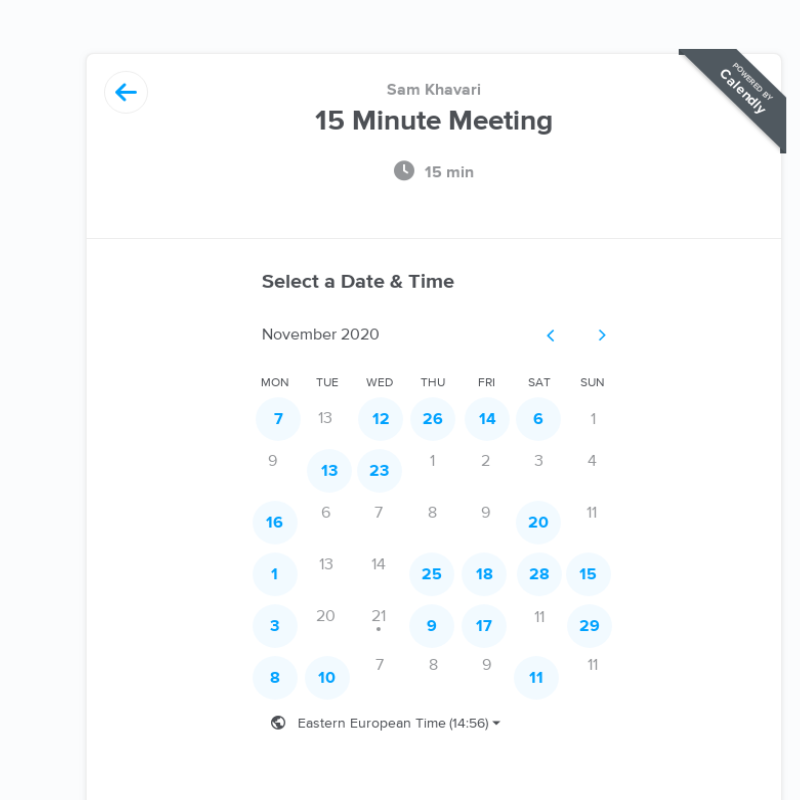 POWERED BY
Calendly
Sam Khavari
15 Minute Meeting
15 min
Select a Date & Time
November 2020
MON TUE WED THU FRI SAT SUN
7 13 12 26 14 6 1
9 13 23 1 2 3 4
16 6 7 8 9 20 11
1 13 14 25 18 28 15
3 20 21 9 17 11 29
8 10 7 8 9 11 11
Eastern European Time (14:56)